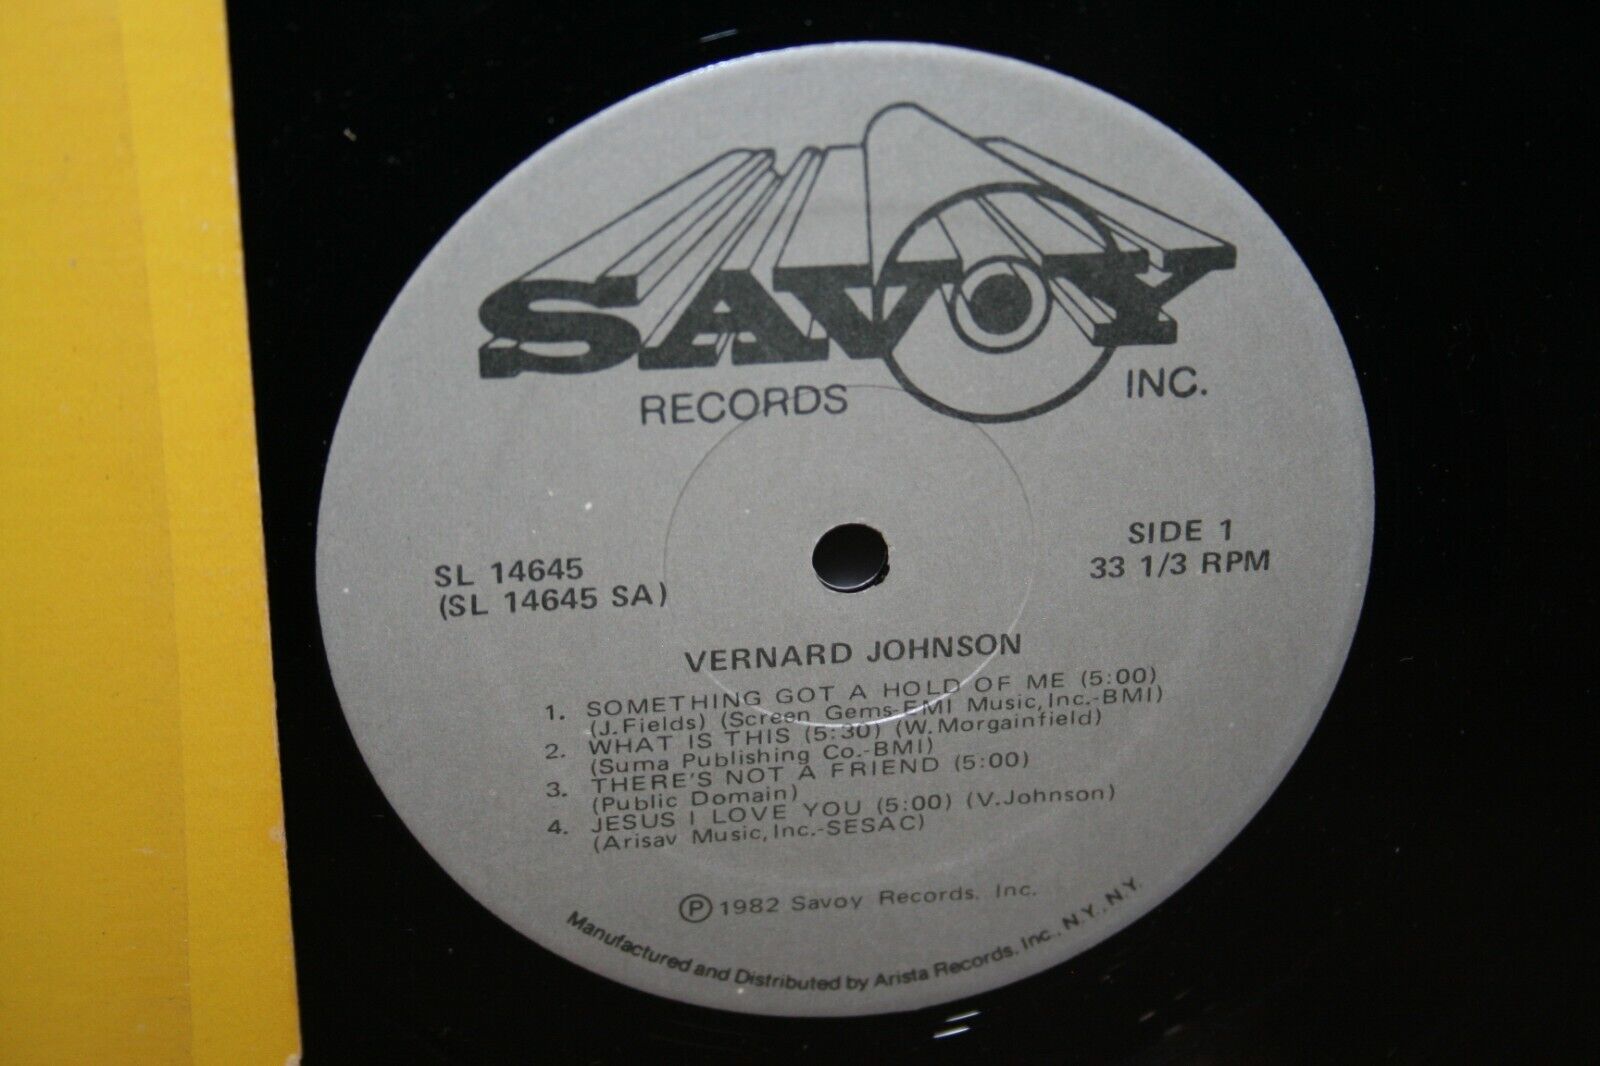 SAVOY
RECORDS INC.
SL 14645
(SL 14645 SA)
SIDE 1
33 1/3 RPM
VERNARD JOHNSON
1. SOMETHING GOT A HOLD OF ME (5:00)
(J.Fields) (Screen Gems-EMI Music,Inc.-BMI)
2. WHAT IS THIS (5:30) (W.Morgainfield)
(Suma Publishing Co.-BMI)
3. THERE'S NOT A FRIEND (5:00)
(Public Domain)
4. JESUS I LOVE YOU (5:00) (V.Johnson)
(Arisav Music,Inc.-SESAC)
Ⓟ1982 Savoy Records, Inc.
Manufactured and Distributed by Arista Records, Inc., N.Y., N.Y.